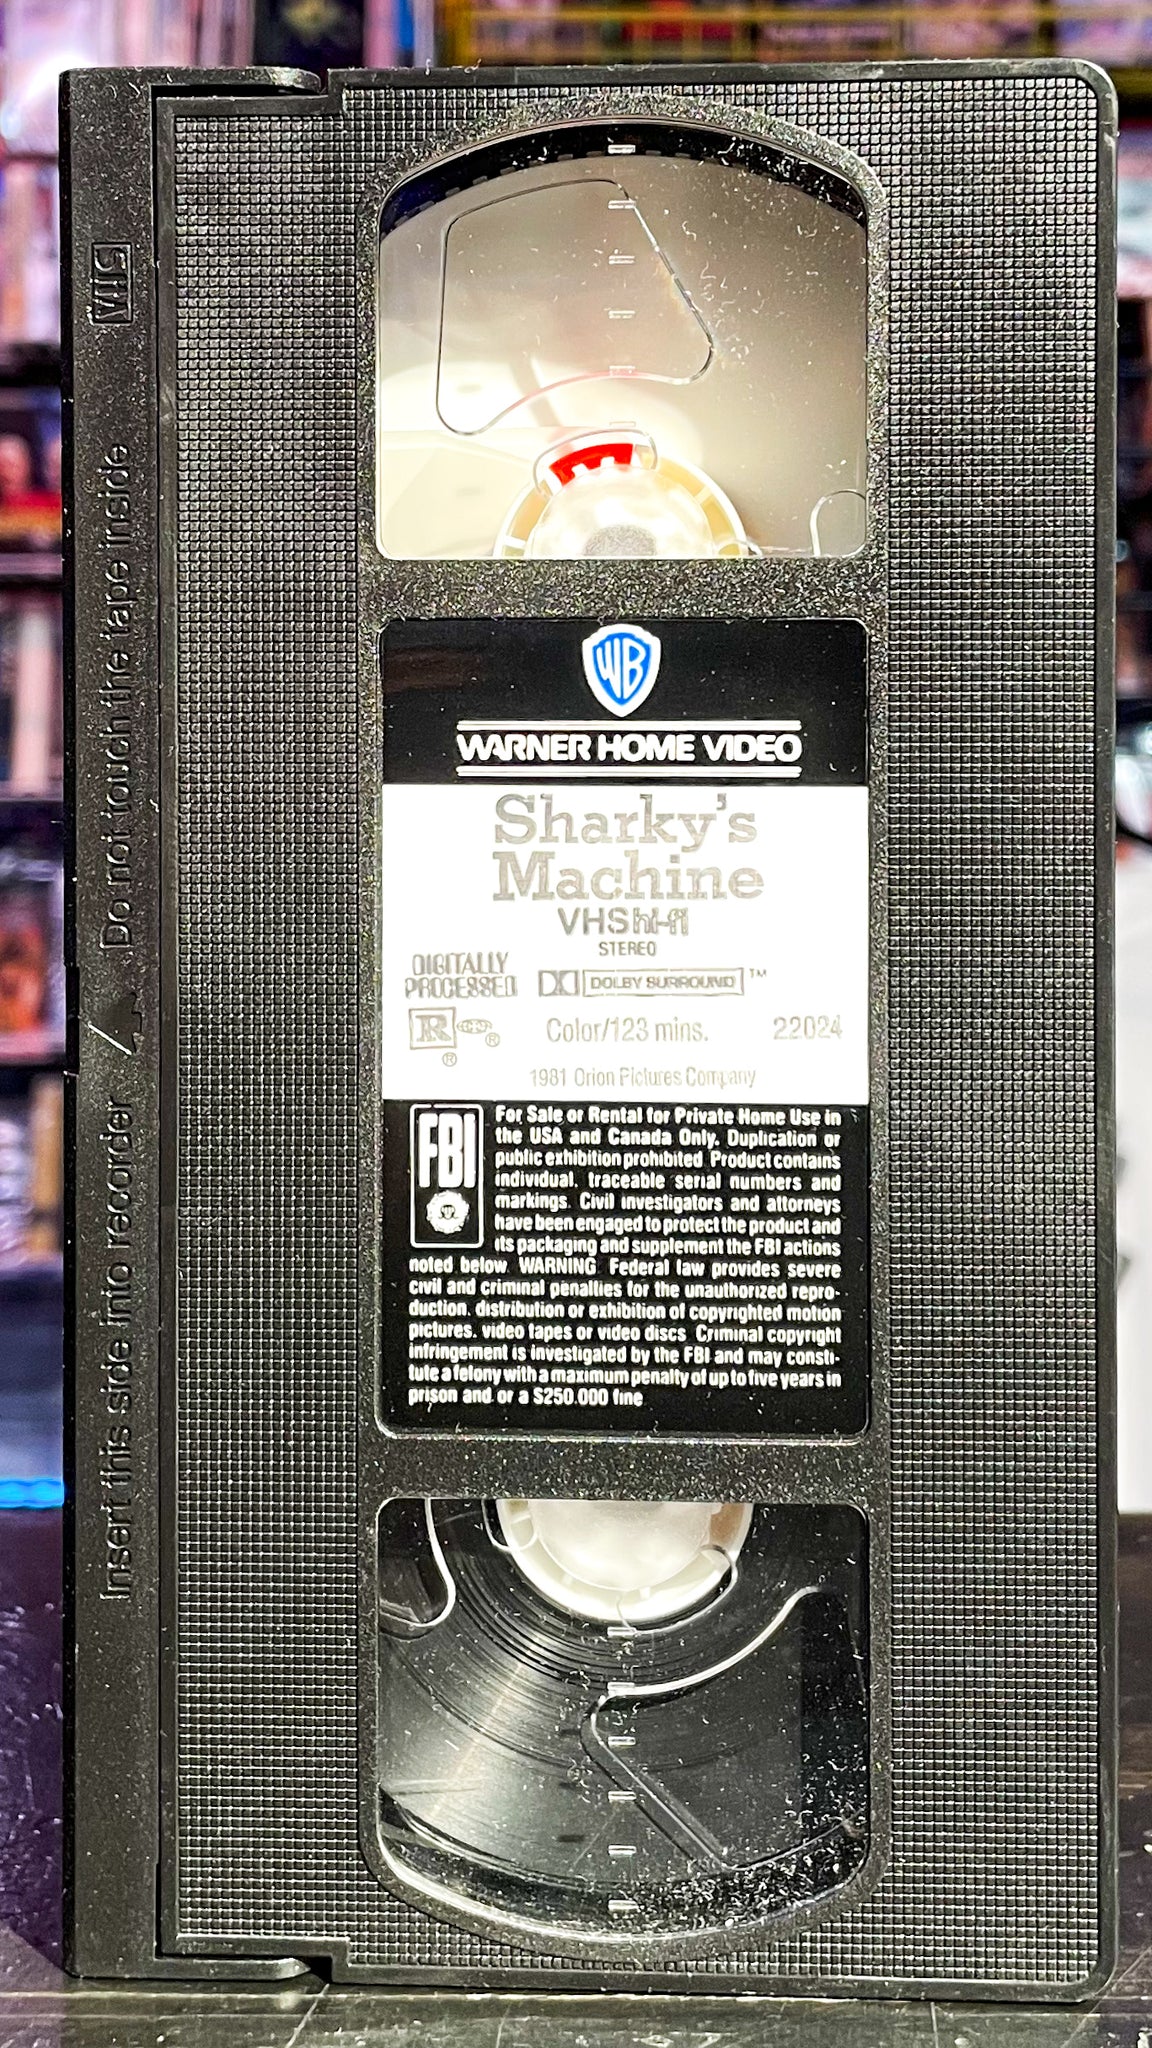 VHS
Do not touch the tape inside
Insert this side into recorder
WB
WARNER HOME VIDEO
Sharky's
Machine
VHS hi-fi
STEREO
DIGITALLY
PROCESSED
DOLBY SURROUND™
R ® ®
Color/123 mins. 22024
1981 Orion Pictures Company
FBI
For Sale or Rental for Private Home Use in
the USA and Canada Only. Duplication or
public exhibition prohibited. Product contains
individual, traceable serial numbers and
markings. Civil investigators and attorneys
have been engaged to protect the product and
its packaging and supplement the FBI actions
noted below. WARNING: Federal law provides severe
civil and criminal penalties for the unauthorized repro-
duction, distribution or exhibition of copyrighted motion
pictures, video tapes or video discs. Criminal copyright
infringement is investigated by the FBI and may consti-
tute a felony with a maximum penalty of up to five years in
prison and/or a $250,000 fine